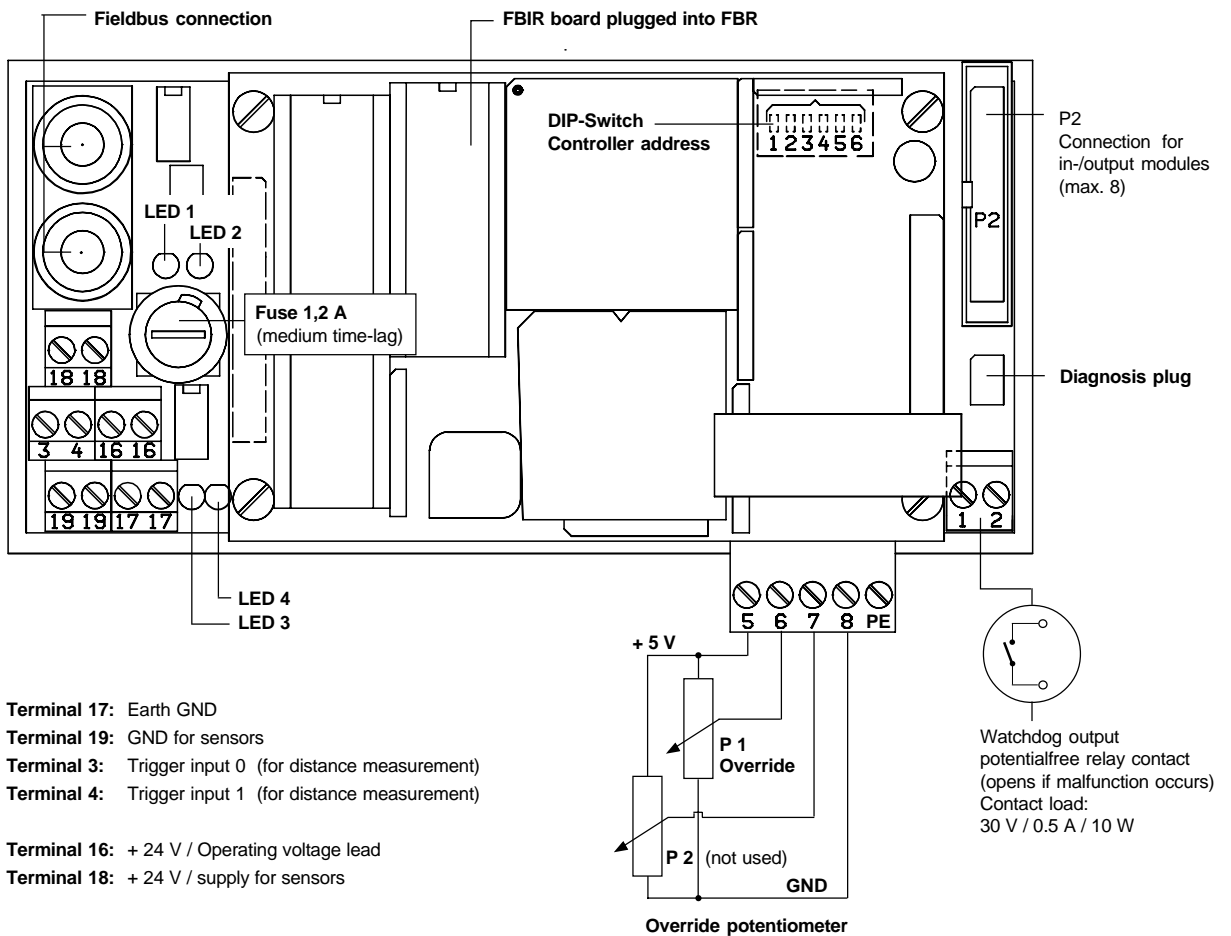 Fieldbus connection
FBIR board plugged into FBR
DIP-Switch
Controller address
1 2 3 4 5 6
P2
Connection for
in-/output modules
(max. 8)
P2
LED 1
LED 2
Fuse 1,2 A
(medium time-lag)
18 18
3 4 16 16
19 19 17 17
Diagnosis plug
1 2
LED 4
LED 3
5 6 7 8 PE
+ 5 V
P 1
Override
P 2 (not used)
GND
Override potentiometer
Watchdog output
potentialfree relay contact
(opens if malfunction occurs)
Contact load:
30 V / 0.5 A / 10 W
Terminal 17: Earth GND
Terminal 19: GND for sensors
Terminal 3: Trigger input 0 (for distance measurement)
Terminal 4: Trigger input 1 (for distance measurement)
Terminal 16: + 24 V / Operating voltage lead
Terminal 18: + 24 V / supply for sensors